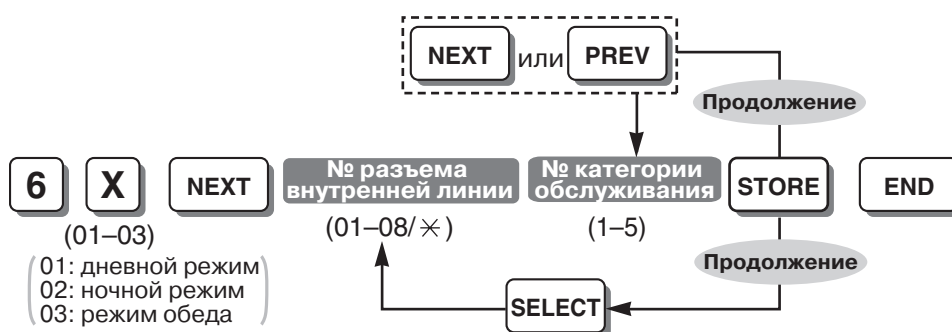 NEXT или PREV
Продолжение
6 X NEXT № разъема внутренней линии № категории обслуживания STORE END
(01–03) (01–08/✳) (1–5)
01: дневной режим
02: ночной режим
03: режим обеда
Продолжение
SELECT